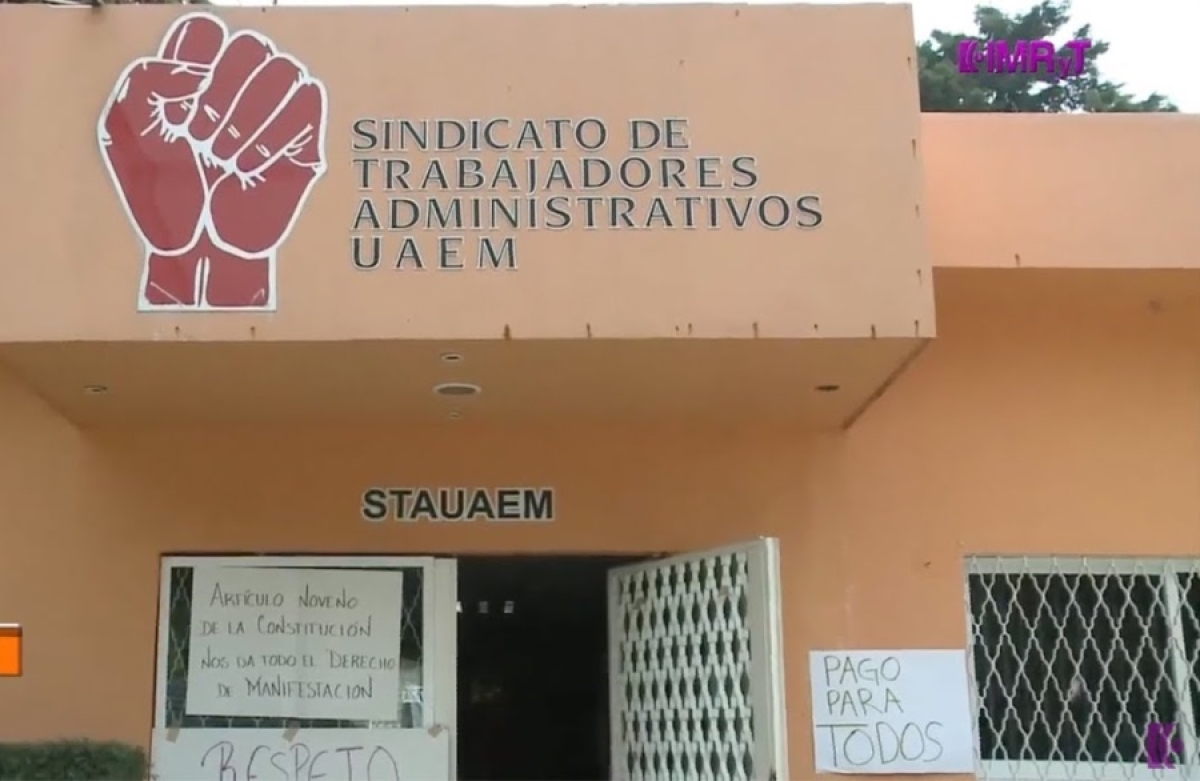 IMRyT
SINDICATO DE
TRABAJADORES
ADMINISTRATIVOS
UAEM
STAUAEM
ARTÍCULO NOVENO
DE LA CONSTITUCIÓN
NOS DA TODO EL DERECHO
DE MANIFESTACION
RESPETO
PAGO
PARA
TODOS